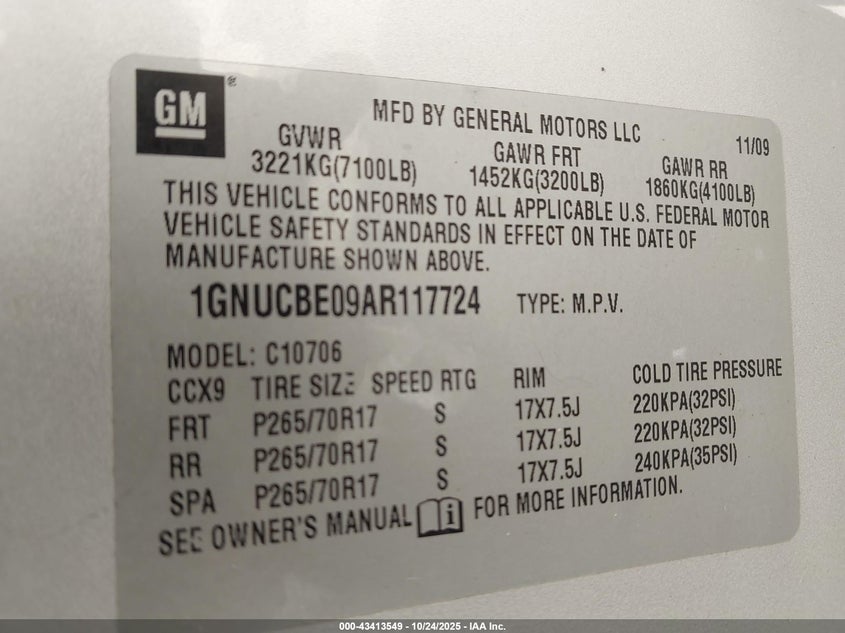 GM®
MFD BY GENERAL MOTORS LLC
11/09
GVWR GAWR FRT GAWR RR
3221KG(7100LB) 1452KG(3200LB) 1860KG(4100LB)
THIS VEHICLE CONFORMS TO ALL APPLICABLE U.S. FEDERAL MOTOR
VEHICLE SAFETY STANDARDS IN EFFECT ON THE DATE OF
MANUFACTURE SHOWN ABOVE.
1GNUCBE09AR117724 TYPE: M.P.V.
MODEL: C10706
CCX9 TIRE SIZE SPEED RTG RIM COLD TIRE PRESSURE
FRT P265/70R17 S 17X7.5J 220KPA(32PSI)
RR P265/70R17 S 17X7.5J 220KPA(32PSI)
SPA P265/70R17 S 17X7.5J 240KPA(35PSI)
SEE OWNER'S MANUAL i FOR MORE INFORMATION.
000-43413549 - 10/24/2025 - IAA Inc.